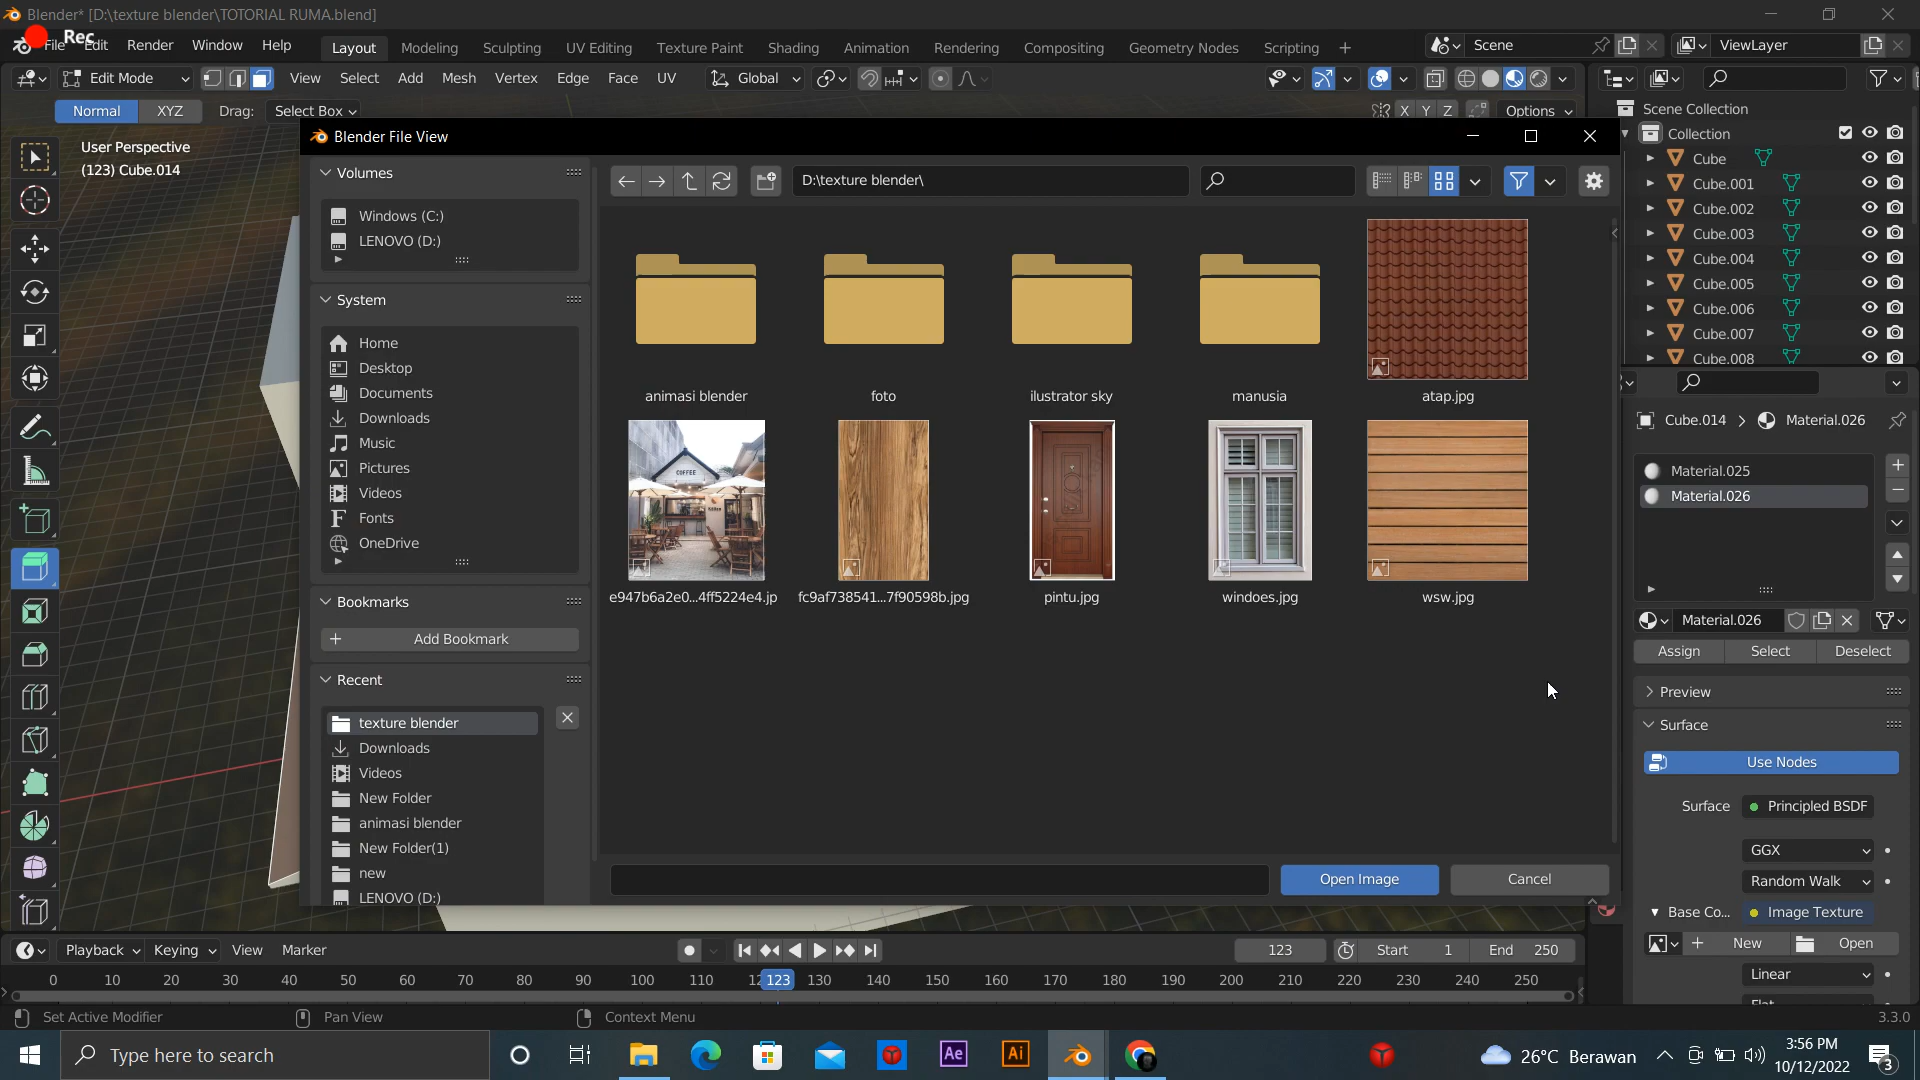 Blender* [D:\texture blender\TOTORIAL RUMA.blend]
Rec
File Edit Render Window Help
Layout Modeling Sculpting UV Editing Texture Paint Shading Animation Rendering Compositing Geometry Nodes Scripting +
Scene
ViewLayer
Edit Mode View Select Add Mesh Vertex Edge Face UV Global
Normal XYZ Drag: Select Box
X Y Z Options
User Perspective
(123) Cube.014
Blender File View
Volumes
Windows (C:)
LENOVO (D:)
System
Home
Desktop
Documents
Downloads
Music
Pictures
Videos
Fonts
OneDrive
Bookmarks
Add Bookmark
Recent
texture blender
Downloads
Videos
New Folder
animasi blender
New Folder(1)
new
LENOVO (D:)
D:\texture blender\
animasi blender foto ilustrator sky manusia atap.jpg
COFFEE
e947b6a2e0...4ff5224e4.jp fc9af738541...7f90598b.jpg pintu.jpg windoes.jpg wsw.jpg
Open Image Cancel
Scene Collection
Collection
Cube
Cube.001
Cube.002
Cube.003
Cube.004
Cube.005
Cube.006
Cube.007
Cube.008
Cube.014 > Material.026
Material.025
Material.026
Material.026
Assign Select Deselect
Preview
Surface
Use Nodes
Surface Principled BSDF
GGX
Random Walk
Base Co... Image Texture
New Open
Linear
Flat
Playback Keying View Marker
123 Start 1 End 250
0 10 20 30 40 50 60 70 80 90 100 110 123 130 140 150 160 170 180 190 200 210 220 230 240 250
Set Active Modifier Pan View Context Menu 3.3.0
Type here to search
Ae
Ai
26°C Berawan
3:56 PM
10/12/2022
3